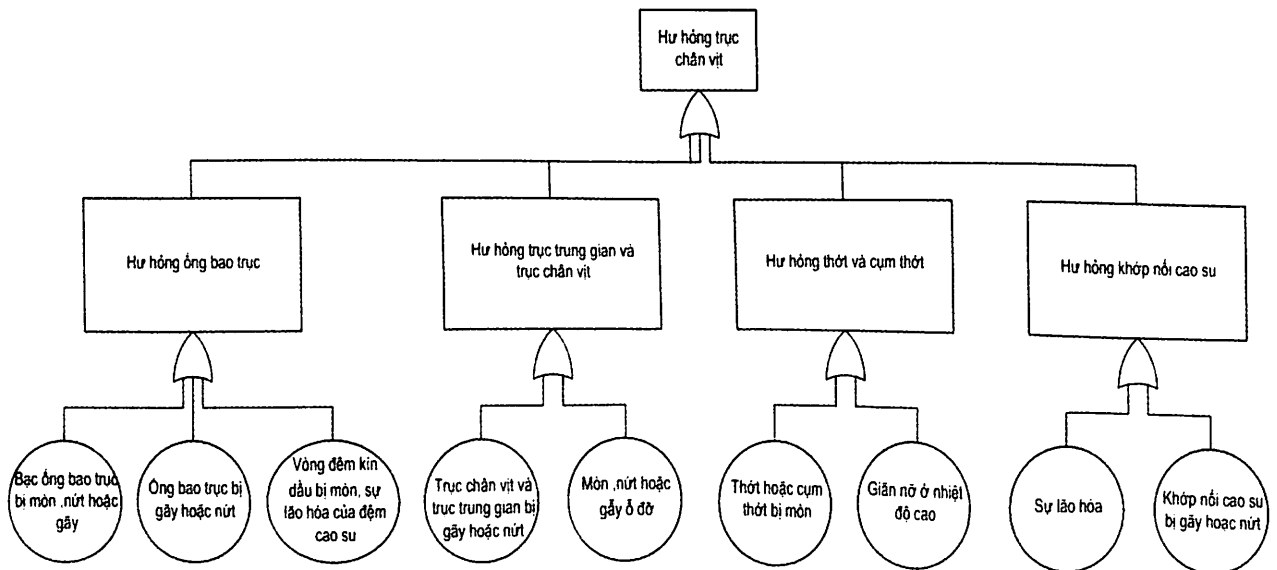 Hư hỏng trục
chân vịt
Hư hỏng ống bao trục
Hư hỏng trục trung gian và
trục chân vịt
Hư hỏng thớt và cụm thớt
Hư hỏng khớp nối cao su
Bạc ống bao trục
bị mòn ,nứt hoặc
gãy
Ống bao trục bị
gãy hoặc nứt
Vòng đệm kín
dầu bị mòn, sự
lão hóa của đệm
cao su
Trục chân vịt và
trục trung gian bị
gãy hoặc nứt
Mòn ,nứt hoặc
gẫy ổ đỡ
Thớt hoặc cụm
thớt bị mòn
Giãn nở ở nhiệt
độ cao
Sự lão hóa
Khớp nối cao su
bị gãy hoạc nứt